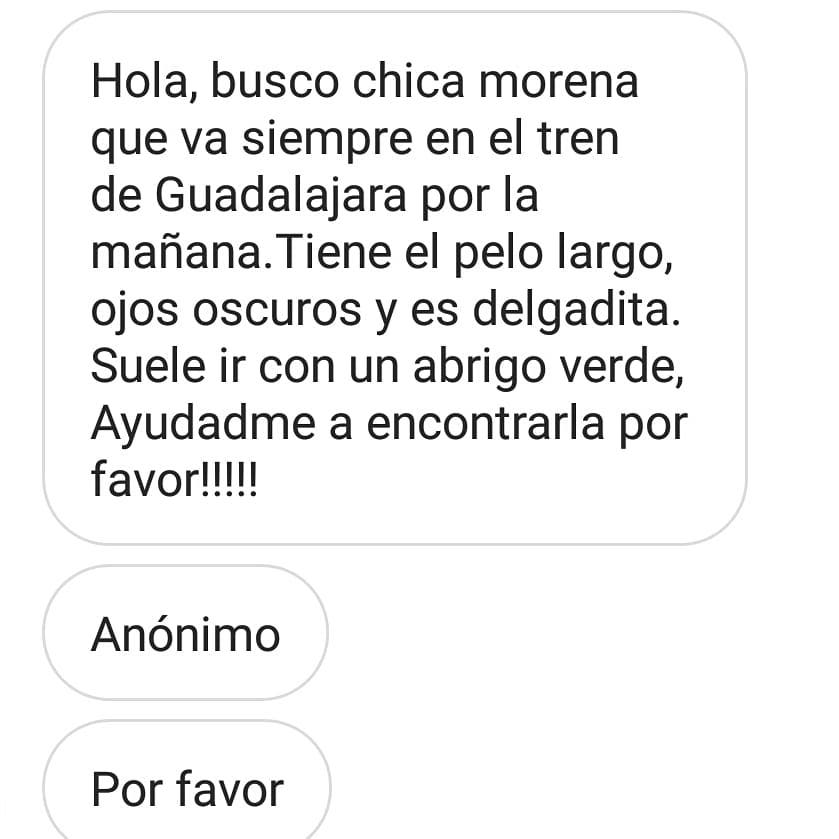 Hola, busco chica morena
que va siempre en el tren
de Guadalajara por la
mañana.Tiene el pelo largo,
ojos oscuros y es delgadita.
Suele ir con un abrigo verde,
Ayudadme a encontrarla por
favor!!!!!
Anónimo
Por favor